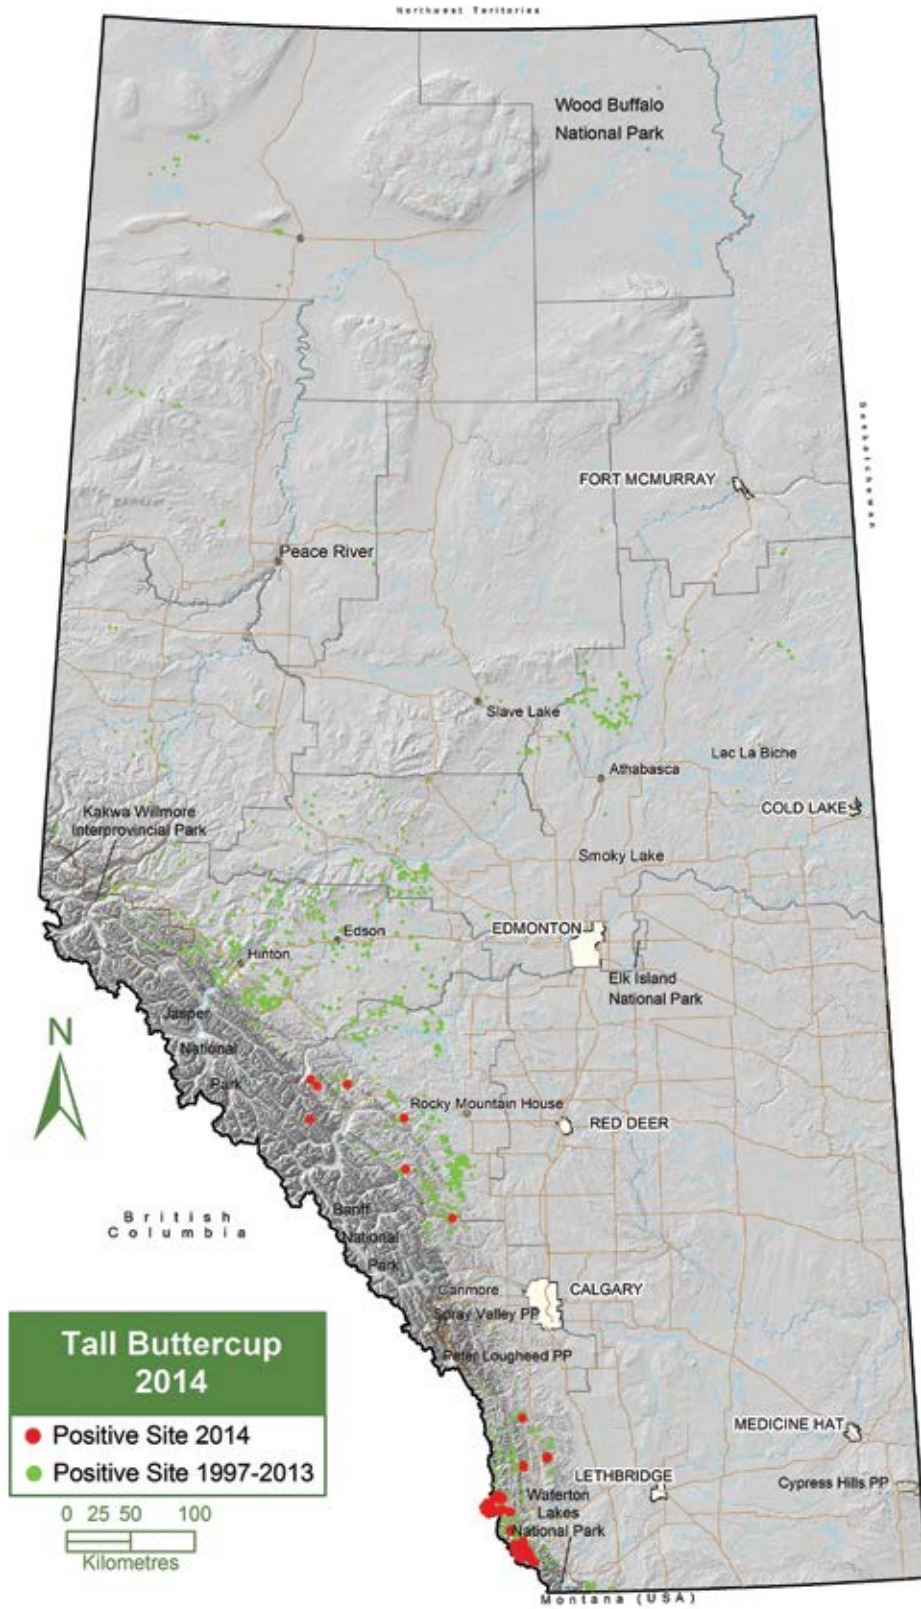 Northwest Territories
Wood Buffalo
National Park
Saskatchewan
FORT MCMURRAY
Peace River
Slave Lake
Lac La Biche
Athabasca
COLD LAKE
Kakwa Willmore
Interprovincial Park
Smoky Lake
EDMONTON
Edson
Hinton
Elk Island
National Park
Jasper
National
Park
N
Rocky Mountain House
RED DEER
British
Columbia
Banff
National
Park
Canmore
CALGARY
Spray Valley PP
Peter Lougheed PP
Tall Buttercup
2014
Positive Site 2014
Positive Site 1997-2013
0 25 50 100
Kilometres
MEDICINE HAT
LETHBRIDGE
Cypress Hills PP
Waterton
Lakes
National Park
Montana (USA)